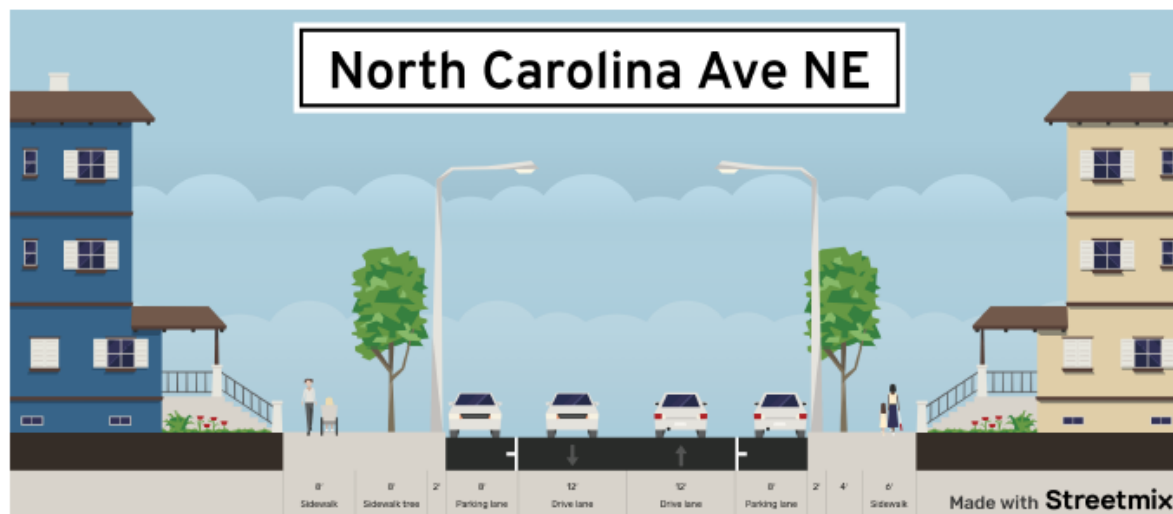 North Carolina Ave NE
8' 8' 2' 8' 12' 12' 8' 2' 4' 6'
Sidewalk Sidewalk tree Parking lane Drive lane Drive lane Parking lane Sidewalk
Made with Streetmix